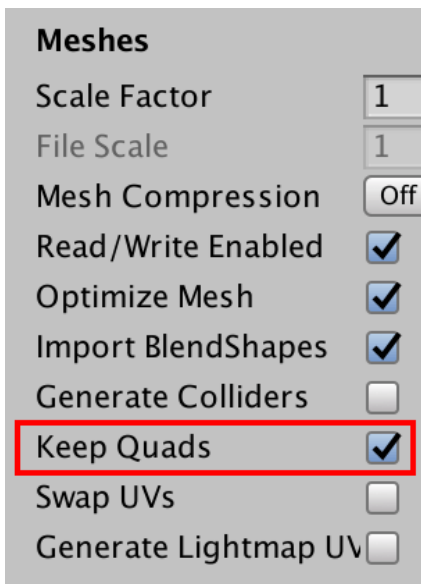 Meshes
Scale Factor 1
File Scale 1
Mesh Compression Off
Read/Write Enabled
Optimize Mesh
Import BlendShapes
Generate Colliders
Keep Quads
Swap UVs
Generate Lightmap UV